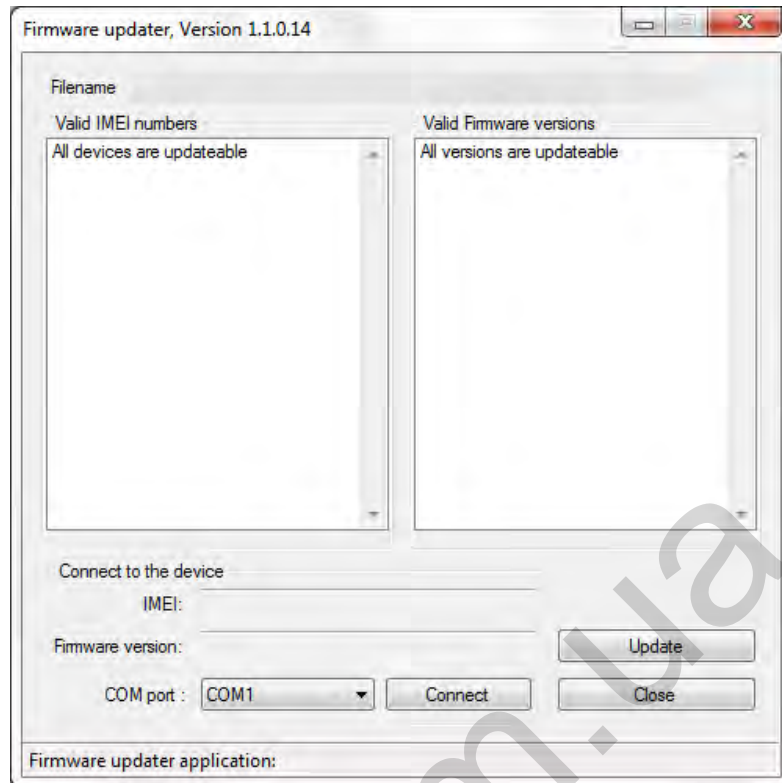 Firmware updater, Version 1.1.0.14
Filename
Valid IMEI numbers
Valid Firmware versions
All devices are updateable
All versions are updateable
Connect to the device
IMEI:
Firmware version:
Update
COM port :
COM1
Connect
Close
Firmware updater application:
m.ua